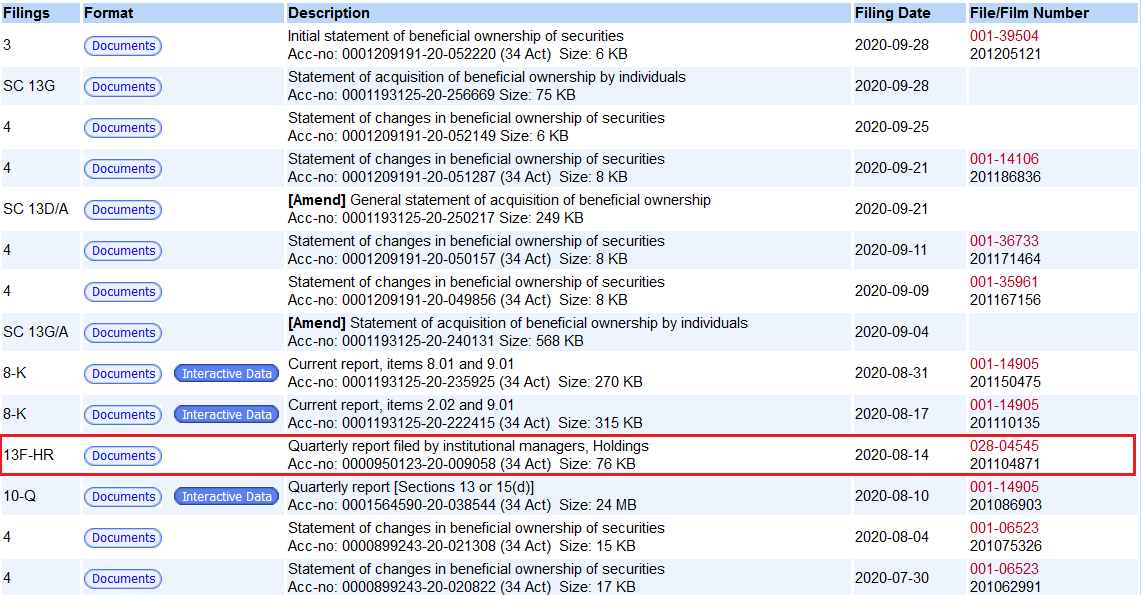 Filings Format Description Filing Date File/Film Number
3 Documents Initial statement of beneficial ownership of securities 2020-09-28 001-39504
Acc-no: 0001209191-20-052220 (34 Act) Size: 6 KB 201205121
SC 13G Documents Statement of acquisition of beneficial ownership by individuals 2020-09-28
Acc-no: 0001193125-20-256669 Size: 75 KB
4 Documents Statement of changes in beneficial ownership of securities 2020-09-25
Acc-no: 0001209191-20-052149 Size: 6 KB
4 Documents Statement of changes in beneficial ownership of securities 2020-09-21 001-14106
Acc-no: 0001209191-20-051287 (34 Act) Size: 8 KB 201186836
SC 13D/A Documents [Amend] General statement of acquisition of beneficial ownership 2020-09-21
Acc-no: 0001193125-20-250217 Size: 249 KB
4 Documents Statement of changes in beneficial ownership of securities 2020-09-11 001-36733
Acc-no: 0001209191-20-050157 (34 Act) Size: 8 KB 201171464
4 Documents Statement of changes in beneficial ownership of securities 2020-09-09 001-35961
Acc-no: 0001209191-20-049856 (34 Act) Size: 8 KB 201167156
SC 13G/A Documents [Amend] Statement of acquisition of beneficial ownership by individuals 2020-09-04
Acc-no: 0001193125-20-240131 Size: 568 KB
8-K Documents Interactive Data Current report, items 8.01 and 9.01 2020-08-31 001-14905
Acc-no: 0001193125-20-235925 (34 Act) Size: 270 KB 201150475
8-K Documents Interactive Data Current report, items 2.02 and 9.01 2020-08-17 001-14905
Acc-no: 0001193125-20-222415 (34 Act) Size: 315 KB 201110135
13F-HR Documents Quarterly report filed by institutional managers, Holdings 2020-08-14 028-04545
Acc-no: 0000950123-20-009058 (34 Act) Size: 76 KB 201104871
10-Q Documents Interactive Data Quarterly report [Sections 13 or 15(d)] 2020-08-10 001-14905
Acc-no: 0001564590-20-038544 (34 Act) Size: 24 MB 201086903
4 Documents Statement of changes in beneficial ownership of securities 2020-08-04 001-06523
Acc-no: 0000899243-20-021308 (34 Act) Size: 15 KB 201075326
4 Documents Statement of changes in beneficial ownership of securities 2020-07-30 001-06523
Acc-no: 0000899243-20-020822 (34 Act) Size: 17 KB 201062991